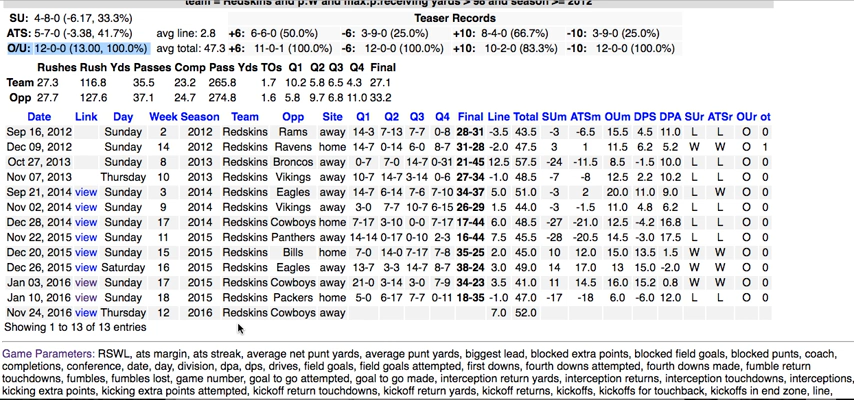 team = Redskins and p:W and max:p:receiving yards > 98 and season >= 2012
SU: 4-8-0 (-6.17, 33.3%) Teaser Records
ATS: 5-7-0 (-3.38, 41.7%) avg line: 2.8 +6: 6-6-0 (50.0%) -6: 3-9-0 (25.0%) +10: 8-4-0 (66.7%) -10: 3-9-0 (25.0%)
O/U: 12-0-0 (13.00, 100.0%) avg total: 47.3 +6: 11-0-1 (100.0%) -6: 12-0-0 (100.0%) +10: 10-2-0 (83.3%) -10: 12-0-0 (100.0%)
Rushes Rush Yds Passes Comp Pass Yds TOs Q1 Q2 Q3 Q4 Final
Team 27.3 116.8 35.5 23.2 265.8 1.7 10.2 5.8 6.5 4.3 27.1
Opp 27.7 127.6 37.1 24.7 274.8 1.6 5.8 9.7 6.8 11.0 33.2
Date Link Day Week Season Team Opp Site Q1 Q2 Q3 Q4 Final Line Total SUm ATSm OUm DPS DPA SUr ATSr OUr ot
Sep 16, 2012 Sunday 2 2012 Redskins Rams away 14-3 7-13 7-7 0-8 28-31 -3.5 43.5 -3 -6.5 15.5 4.5 11.0 L L O 0
Dec 09, 2012 Sunday 14 2012 Redskins Ravens home 14-7 0-14 6-0 8-7 31-28 -2.0 47.5 3 1 11.5 6.2 5.2 W W O 1
Oct 27, 2013 Sunday 8 2013 Redskins Broncos away 0-7 7-0 14-7 0-31 21-45 12.5 57.5 -24 -11.5 8.5 -1.5 10.0 L L O 0
Nov 07, 2013 Thursday 10 2013 Redskins Vikings away 10-7 14-7 3-14 0-6 27-34 -1.0 48.5 -7 -8 12.5 2.2 10.2 L L O 0
Sep 21, 2014 view Sunday 3 2014 Redskins Eagles away 14-7 6-14 7-6 7-10 34-37 5.0 51.0 -3 2 20.0 11.0 9.0 L W O 0
Nov 02, 2014 view Sunday 9 2014 Redskins Vikings away 3-0 7-7 10-7 6-15 26-29 1.5 44.0 -3 -1.5 11.0 4.8 6.2 L L O 0
Dec 28, 2014 view Sunday 17 2014 Redskins Cowboys home 7-17 3-10 0-0 7-17 17-44 6.0 48.5 -27 -21.0 12.5 -4.2 16.8 L L O 0
Nov 22, 2015 view Sunday 11 2015 Redskins Panthers away 14-14 0-17 0-10 2-3 16-44 7.5 45.5 -28 -20.5 14.5 -3.0 17.5 L L O 0
Dec 20, 2015 view Sunday 15 2015 Redskins Bills home 7-0 14-0 7-17 7-8 35-25 2.0 45.0 10 12.0 15.0 13.5 1.5 W W O 0
Dec 26, 2015 view Saturday 16 2015 Redskins Eagles away 13-7 3-3 14-7 8-7 38-24 3.0 49.0 14 17.0 13 15.0 -2.0 W W O 0
Jan 03, 2016 view Sunday 17 2015 Redskins Cowboys away 21-0 3-14 3-0 7-9 34-23 3.5 41.0 11 14.5 16.0 15.2 0.8 W W O 0
Jan 10, 2016 view Sunday 18 2015 Redskins Packers home 5-0 6-17 7-7 0-11 18-35 -1.0 47.0 -17 -18 6.0 -6.0 12.0 L L O 0
Nov 24, 2016 view Thursday 12 2016 Redskins Cowboys away 7.0 52.0
Showing 1 to 13 of 13 entries
Game Parameters: RSWL, ats margin, ats streak, average net punt yards, average punt yards, biggest lead, blocked extra points, blocked field goals, blocked punts, coach,
completions, conference, date, day, division, dpa, dps, drives, field goals, field goals attempted, first downs, fourth downs attempted, fourth downs made, fumble return
touchdowns, fumbles, fumbles lost, game number, goal to go attempted, goal to go made, interception return yards, interception returns, interception touchdowns, interceptions,
kicking extra points, kicking extra points attempted, kickoff return touchdowns, kickoff return yards, kickoff returns, kickoffs, kickoffs for touchback, kickoffs in end zone, line,